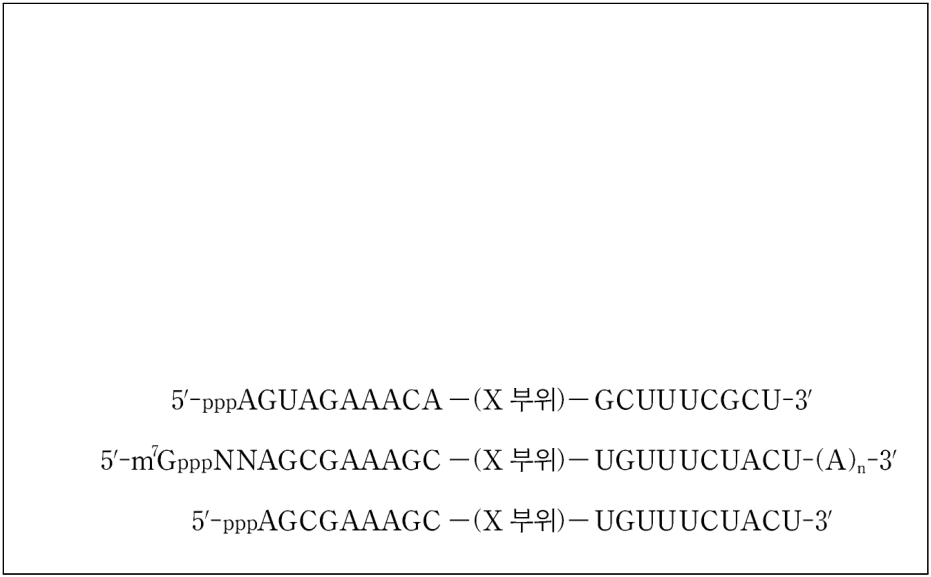 5′-pppAGUAGAAACA－(X 부위)－GCUUUCGCU-3′
5′-m⁷GpppNNAGCGAAAGC－(X 부위)－UGUUUCUACU-(A)ₙ-3′
5′-pppAGCGAAAGC－(X 부위)－UGUUUCUACU-3′